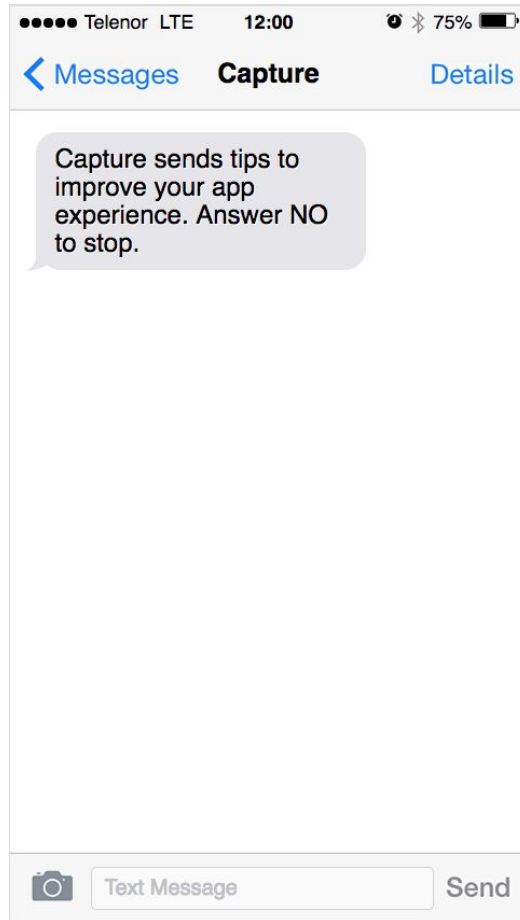 Telenor LTE 12:00 75%
Messages Capture Details
Capture sends tips to
improve your app
experience. Answer NO
to stop.
Text Message Send